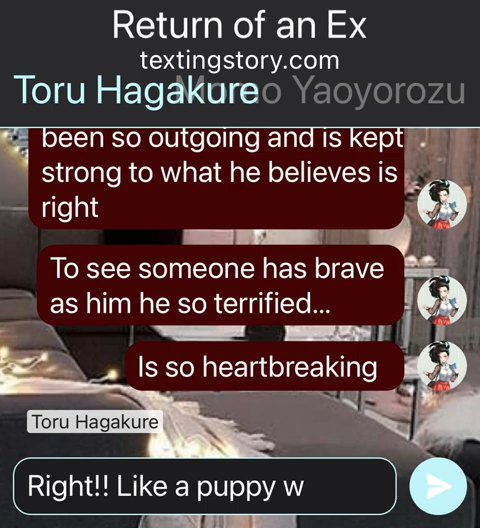 Return of an Ex
textingstory.com
Toru Hagakure Momo Yaoyorozu
been so outgoing and is kept
strong to what he believes is
right
To see someone has brave
as him he so terrified...
Is so heartbreaking
Toru Hagakure
Right!! Like a puppy w